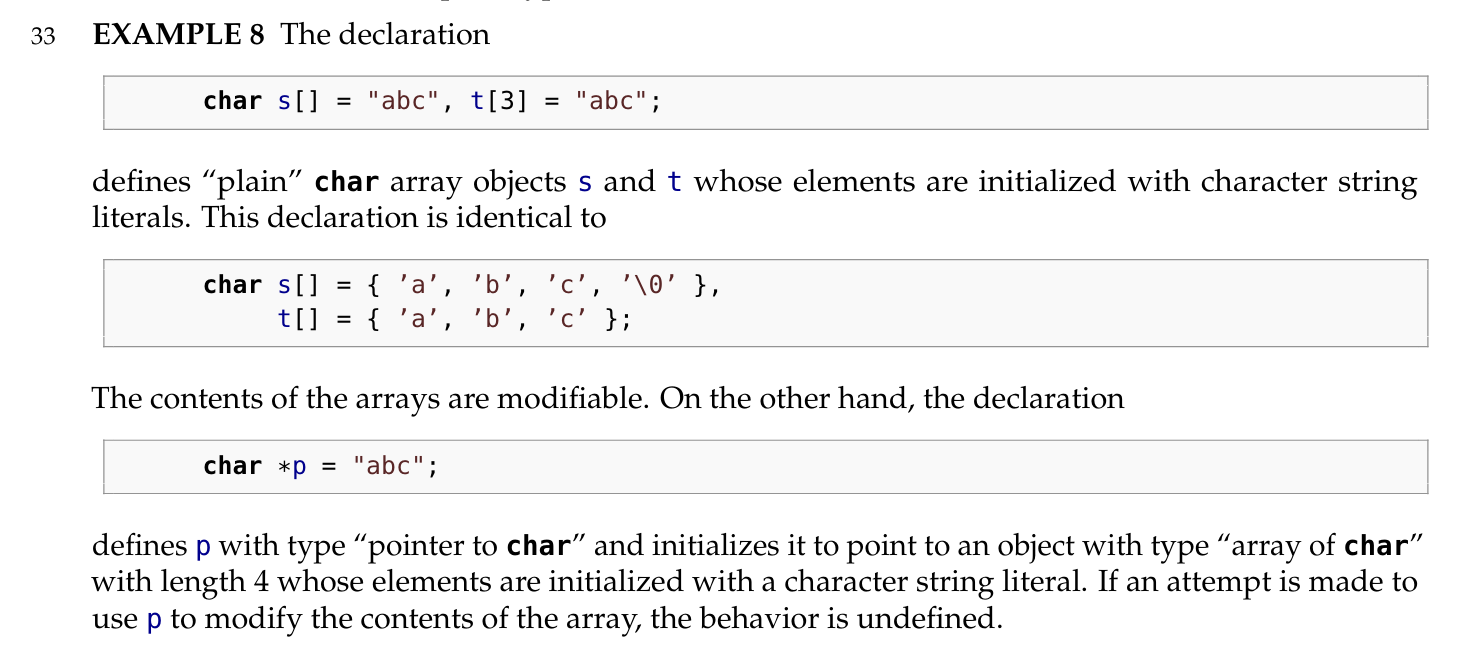 33 EXAMPLE 8 The declaration
char s[] = "abc", t[3] = "abc";
defines “plain” char array objects s and t whose elements are initialized with character string
literals. This declaration is identical to
char s[] = { ’a’, ’b’, ’c’, ’\0’ },
t[] = { ’a’, ’b’, ’c’ };
The contents of the arrays are modifiable. On the other hand, the declaration
char *p = "abc";
defines p with type “pointer to char” and initializes it to point to an object with type “array of char”
with length 4 whose elements are initialized with a character string literal. If an attempt is made to
use p to modify the contents of the array, the behavior is undefined.